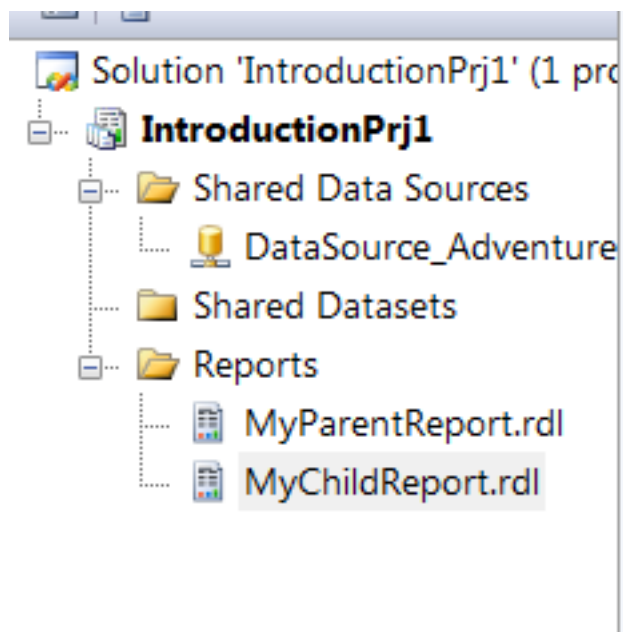 Solution 'IntroductionPrj1' (1 pro
IntroductionPrj1
Shared Data Sources
DataSource_Adventure
Shared Datasets
Reports
MyParentReport.rdl
MyChildReport.rdl